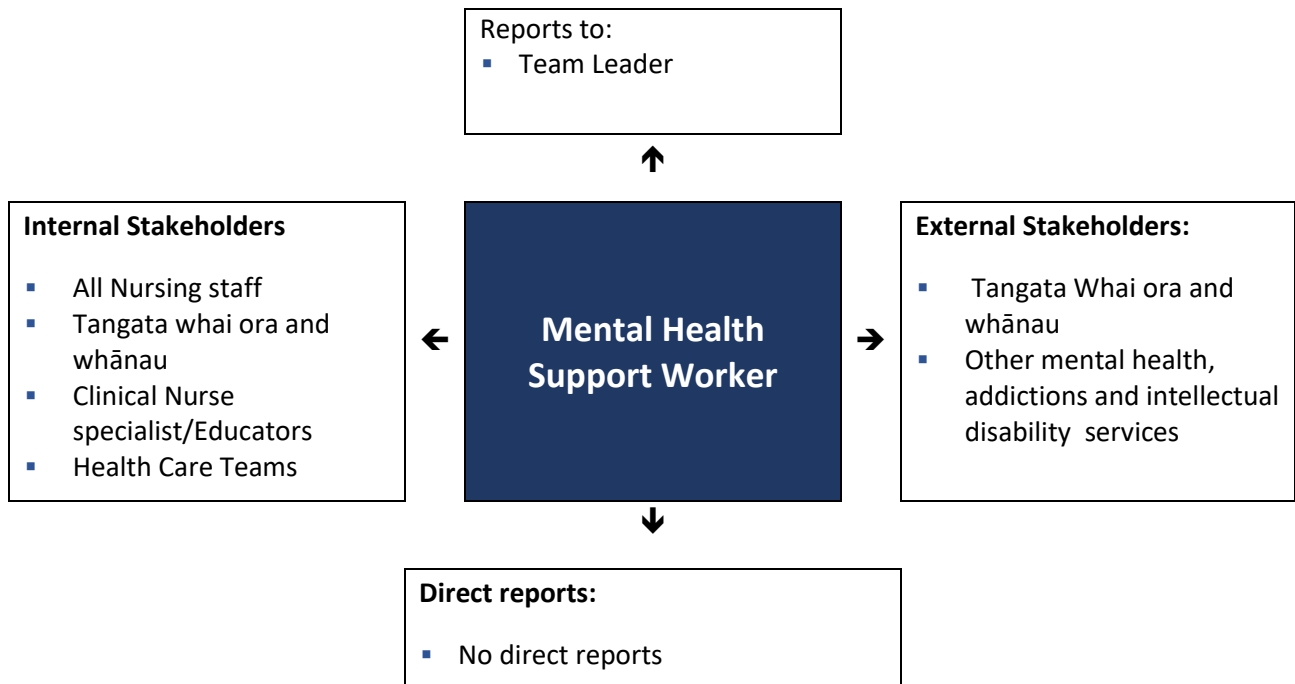 Reports to:
▪ Team Leader
Internal Stakeholders
▪ All Nursing staff
▪ Tangata whai ora and
whānau
▪ Clinical Nurse
specialist/Educators
▪ Health Care Teams
Mental Health
Support Worker
External Stakeholders:
▪ Tangata Whai ora and
whānau
▪ Other mental health,
addictions and intellectual
disability services
Direct reports:
▪ No direct reports